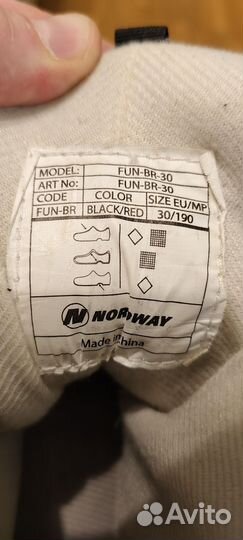 MODEL: FUN-BR-30
ART No: FUN-BR-30
CODE COLOR SIZE EU/MP
FUN-BR BLACK/RED 30/190
NORDWAY
Made in China
Avito